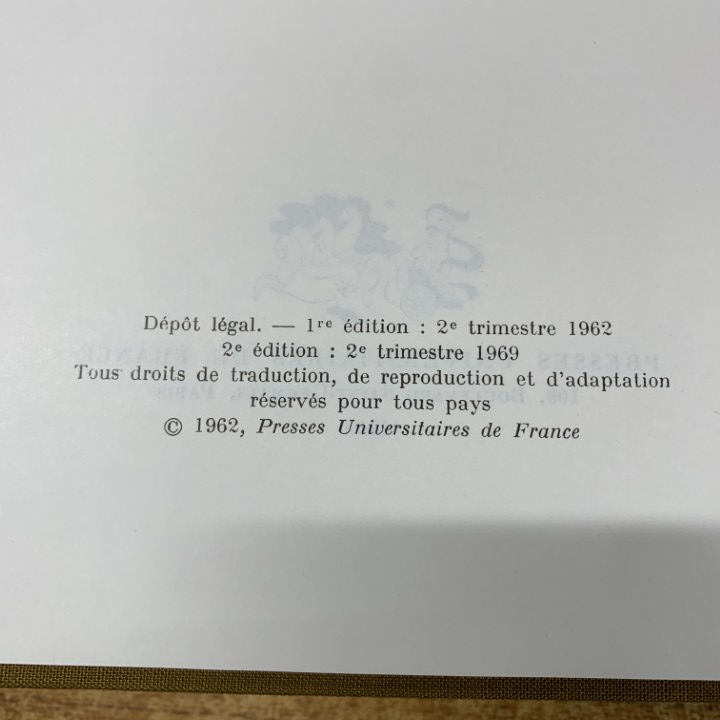 Dépôt légal. — 1re édition : 2e trimestre 1962
2e édition : 2e trimestre 1969
Tous droits de traduction, de reproduction et d'adaptation
réservés pour tous pays
© 1962, Presses Universitaires de France